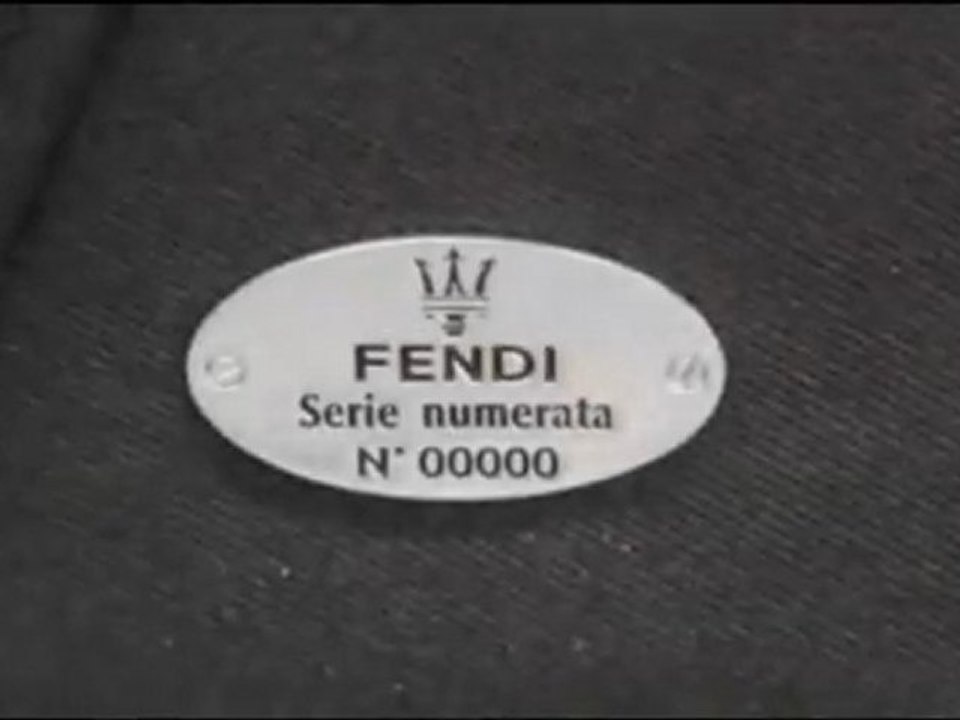 FENDI
Serie numerata
N° 00000